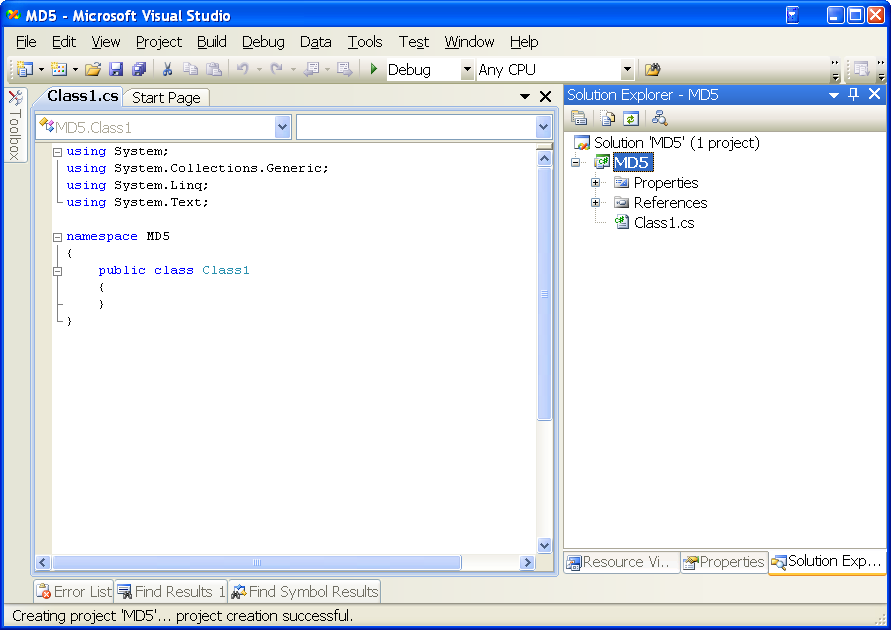 MD5 - Microsoft Visual Studio
File Edit View Project Build Debug Data Tools Test Window Help
Debug Any CPU
Class1.cs Start Page
Solution Explorer - MD5
Toolbox
MD5.Class1
using System;
using System.Collections.Generic;
using System.Linq;
using System.Text;
namespace MD5
{
public class Class1
{
}
}
Solution 'MD5' (1 project)
MD5
Properties
References
Class1.cs
Resource Vi... Properties Solution Exp...
Error List Find Results 1 Find Symbol Results
Creating project 'MD5'... project creation successful.